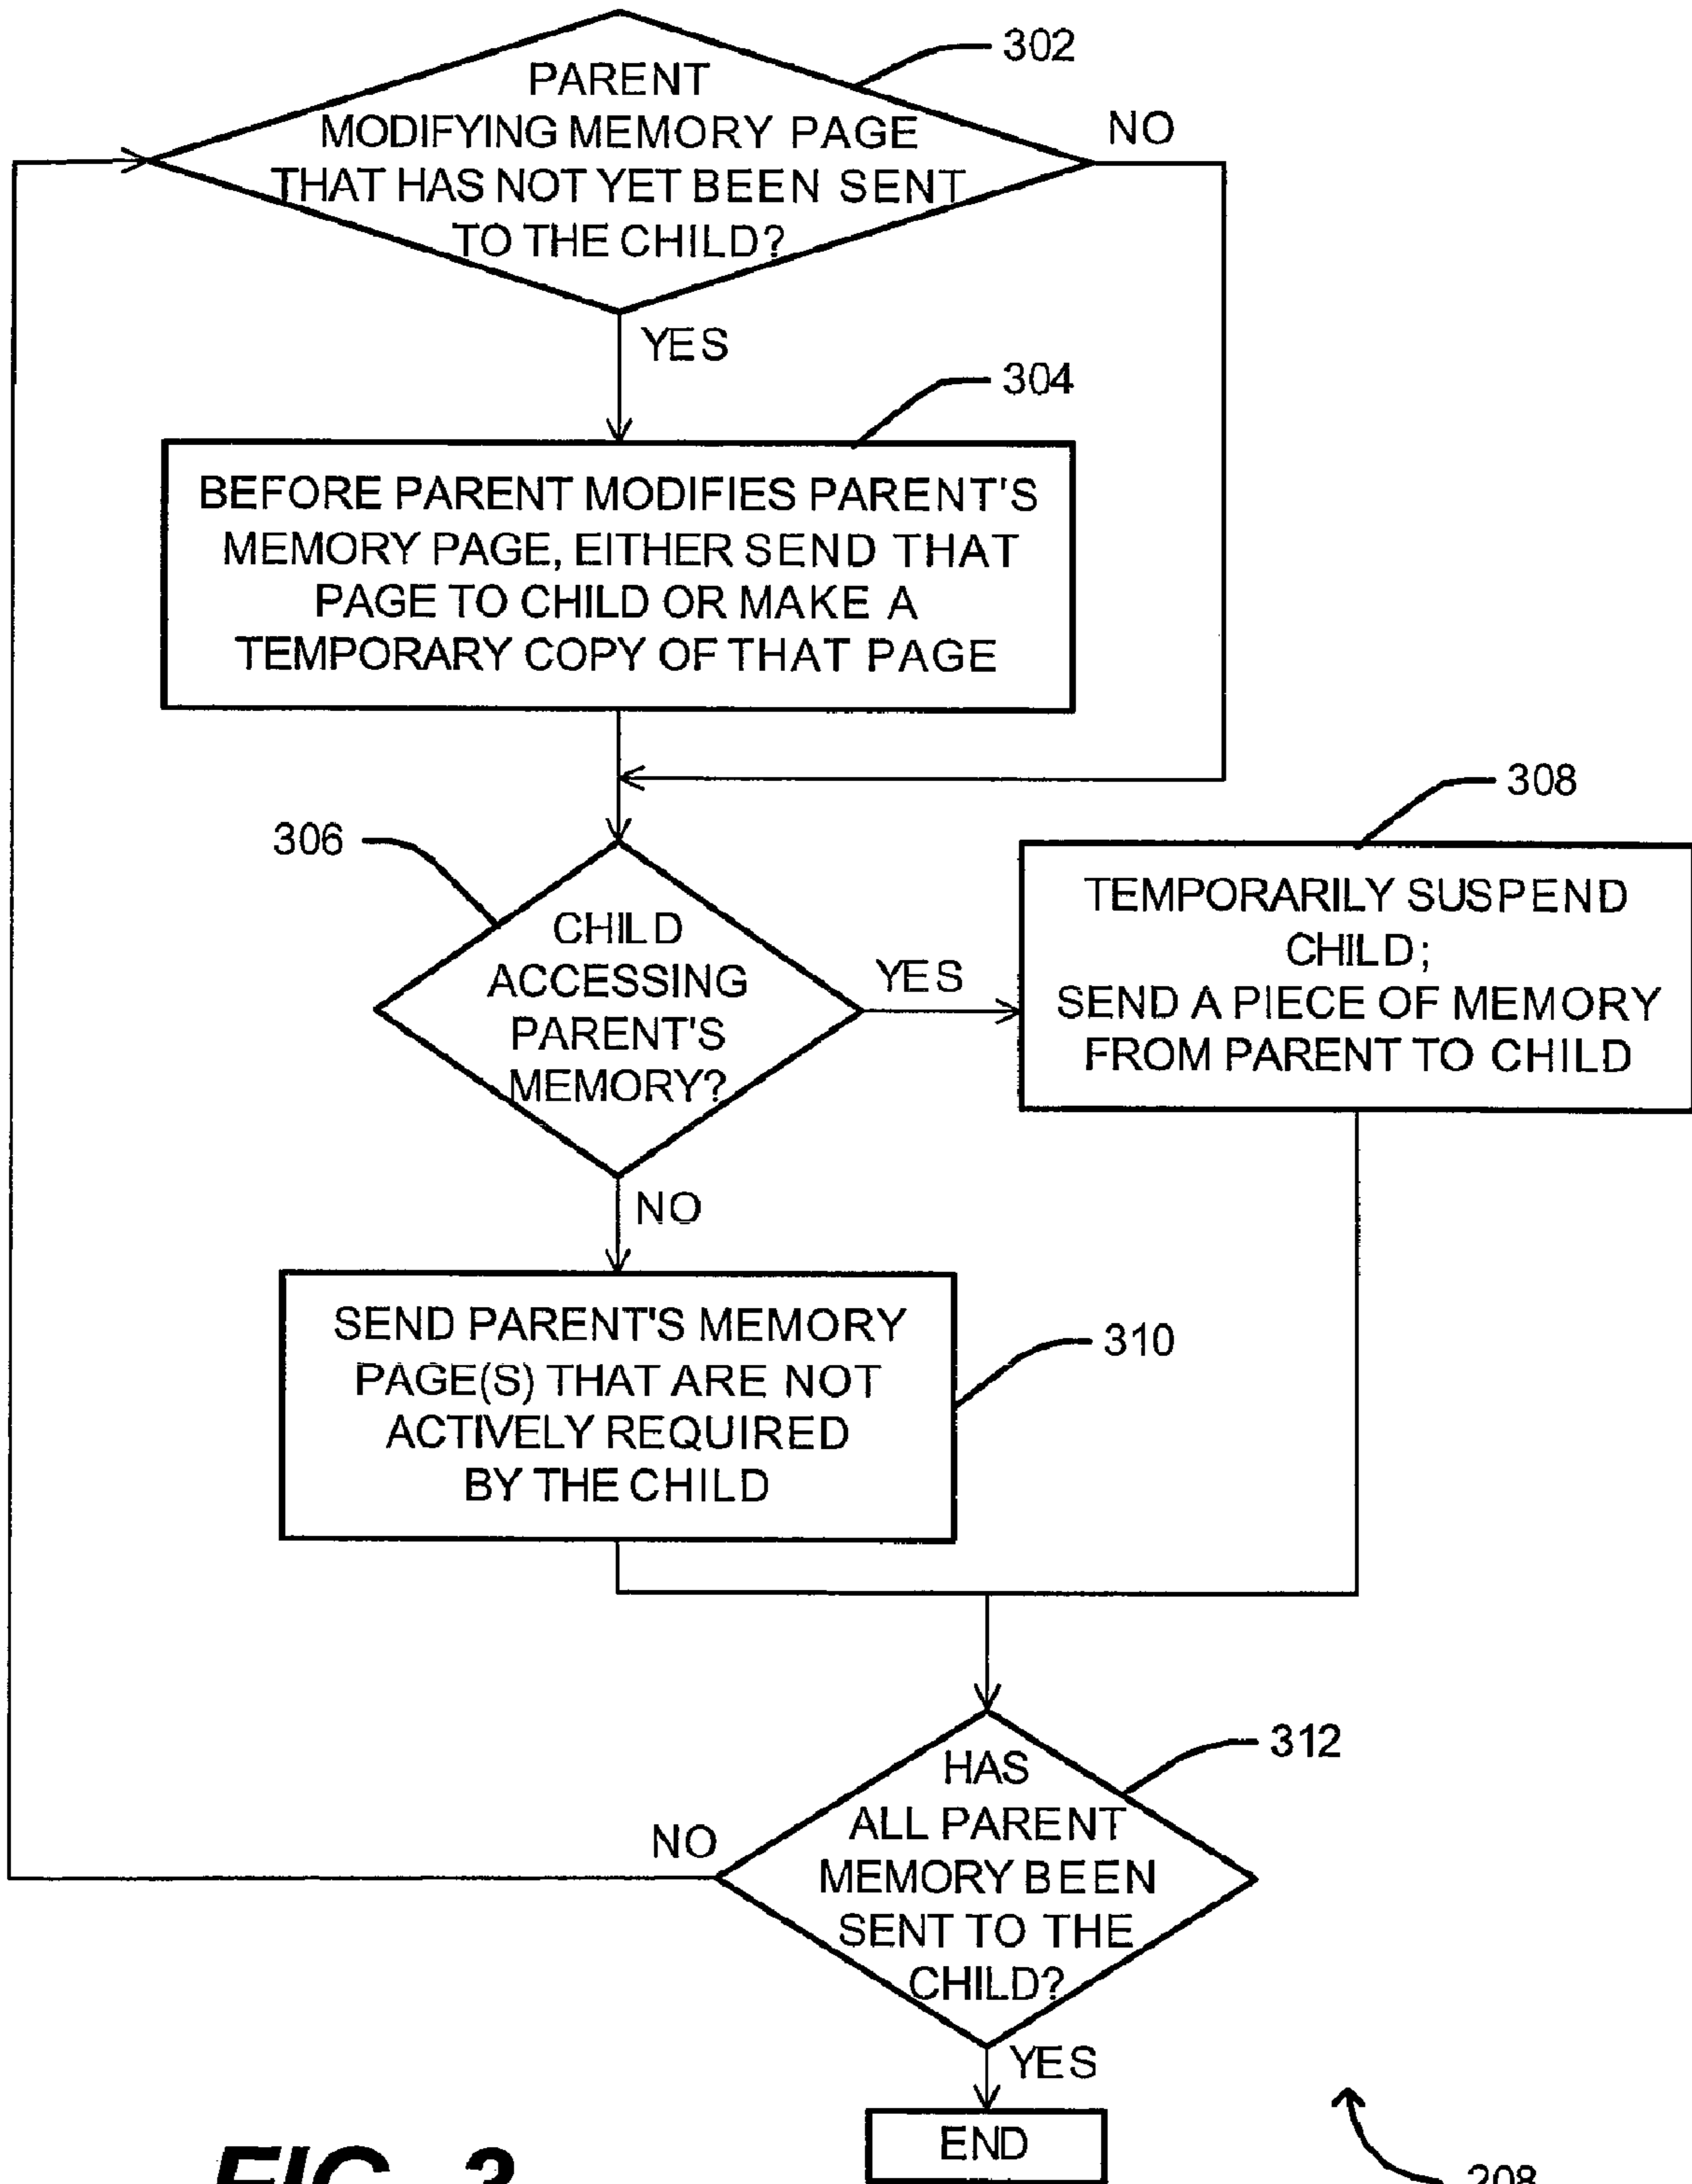 302
PARENT
MODIFYING MEMORY PAGE
THAT HAS NOT YET BEEN SENT
TO THE CHILD?
NO
YES
304
BEFORE PARENT MODIFIES PARENT'S
MEMORY PAGE, EITHER SEND THAT
PAGE TO CHILD OR MAKE A
TEMPORARY COPY OF THAT PAGE
306
CHILD
ACCESSING
PARENT'S
MEMORY?
YES
308
TEMPORARILY SUSPEND
CHILD;
SEND A PIECE OF MEMORY
FROM PARENT TO CHILD
NO
SEND PARENT'S MEMORY
PAGE(S) THAT ARE NOT
ACTIVELY REQUIRED
BY THE CHILD
310
312
HAS
ALL PARENT
MEMORY BEEN
SENT TO THE
CHILD?
NO
YES
END
FIG. 3
208